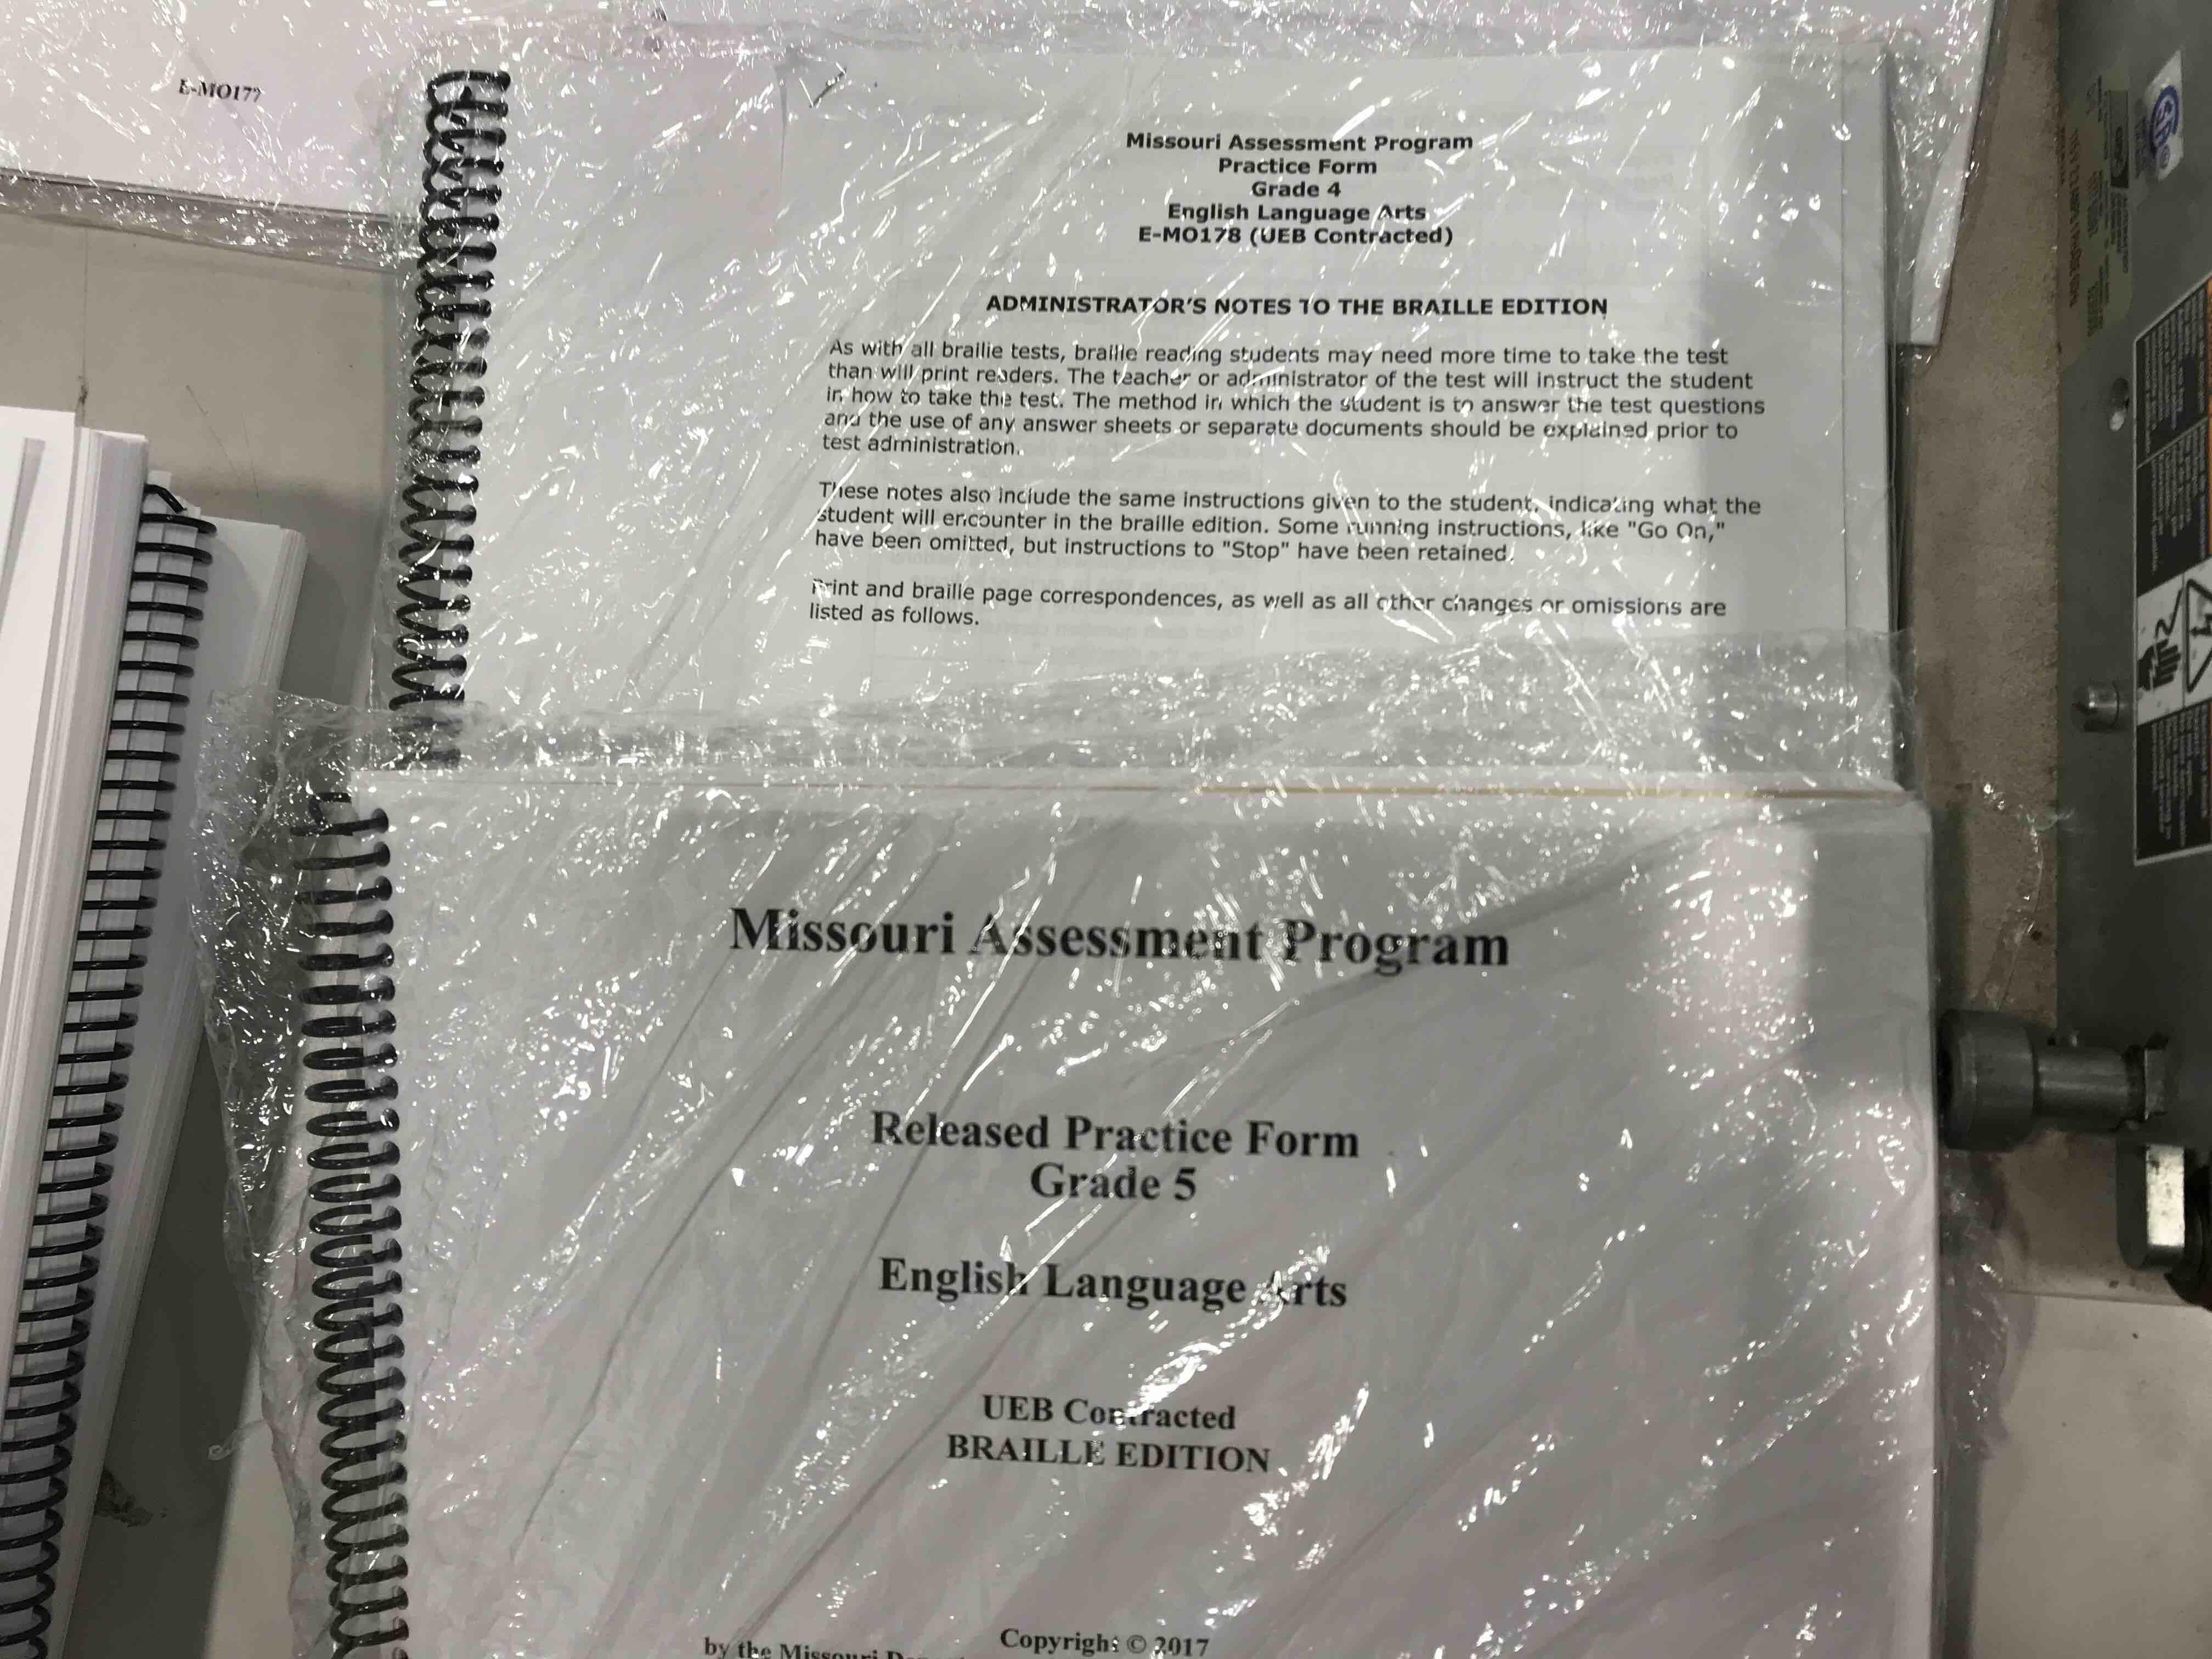 E-MO177
Missouri Assessment Program
Practice Form
Grade 4
English Language Arts
E-MO178 (UEB Contracted)
ADMINISTRATOR'S NOTES TO THE BRAILLE EDITION
As with all braille tests, braille reading students may need more time to take the test
than will print readers. The teacher or administrator of the test will instruct the student
in how to take the test. The method in which the student is to answer the test questions
and the use of any answer sheets or separate documents should be explained prior to
test administration.
These notes also include the same instructions given to the student, indicating what the
student will encounter in the braille edition. Some running instructions, like "Go On,"
have been omitted, but instructions to "Stop" have been retained.
Print and braille page correspondences, as well as all other changes or omissions are
listed as follows.
Missouri Assessment Program
Released Practice Form
Grade 5
English Language Arts
UEB Contracted
BRAILLE EDITION
Copyright © 2017
by the Missouri